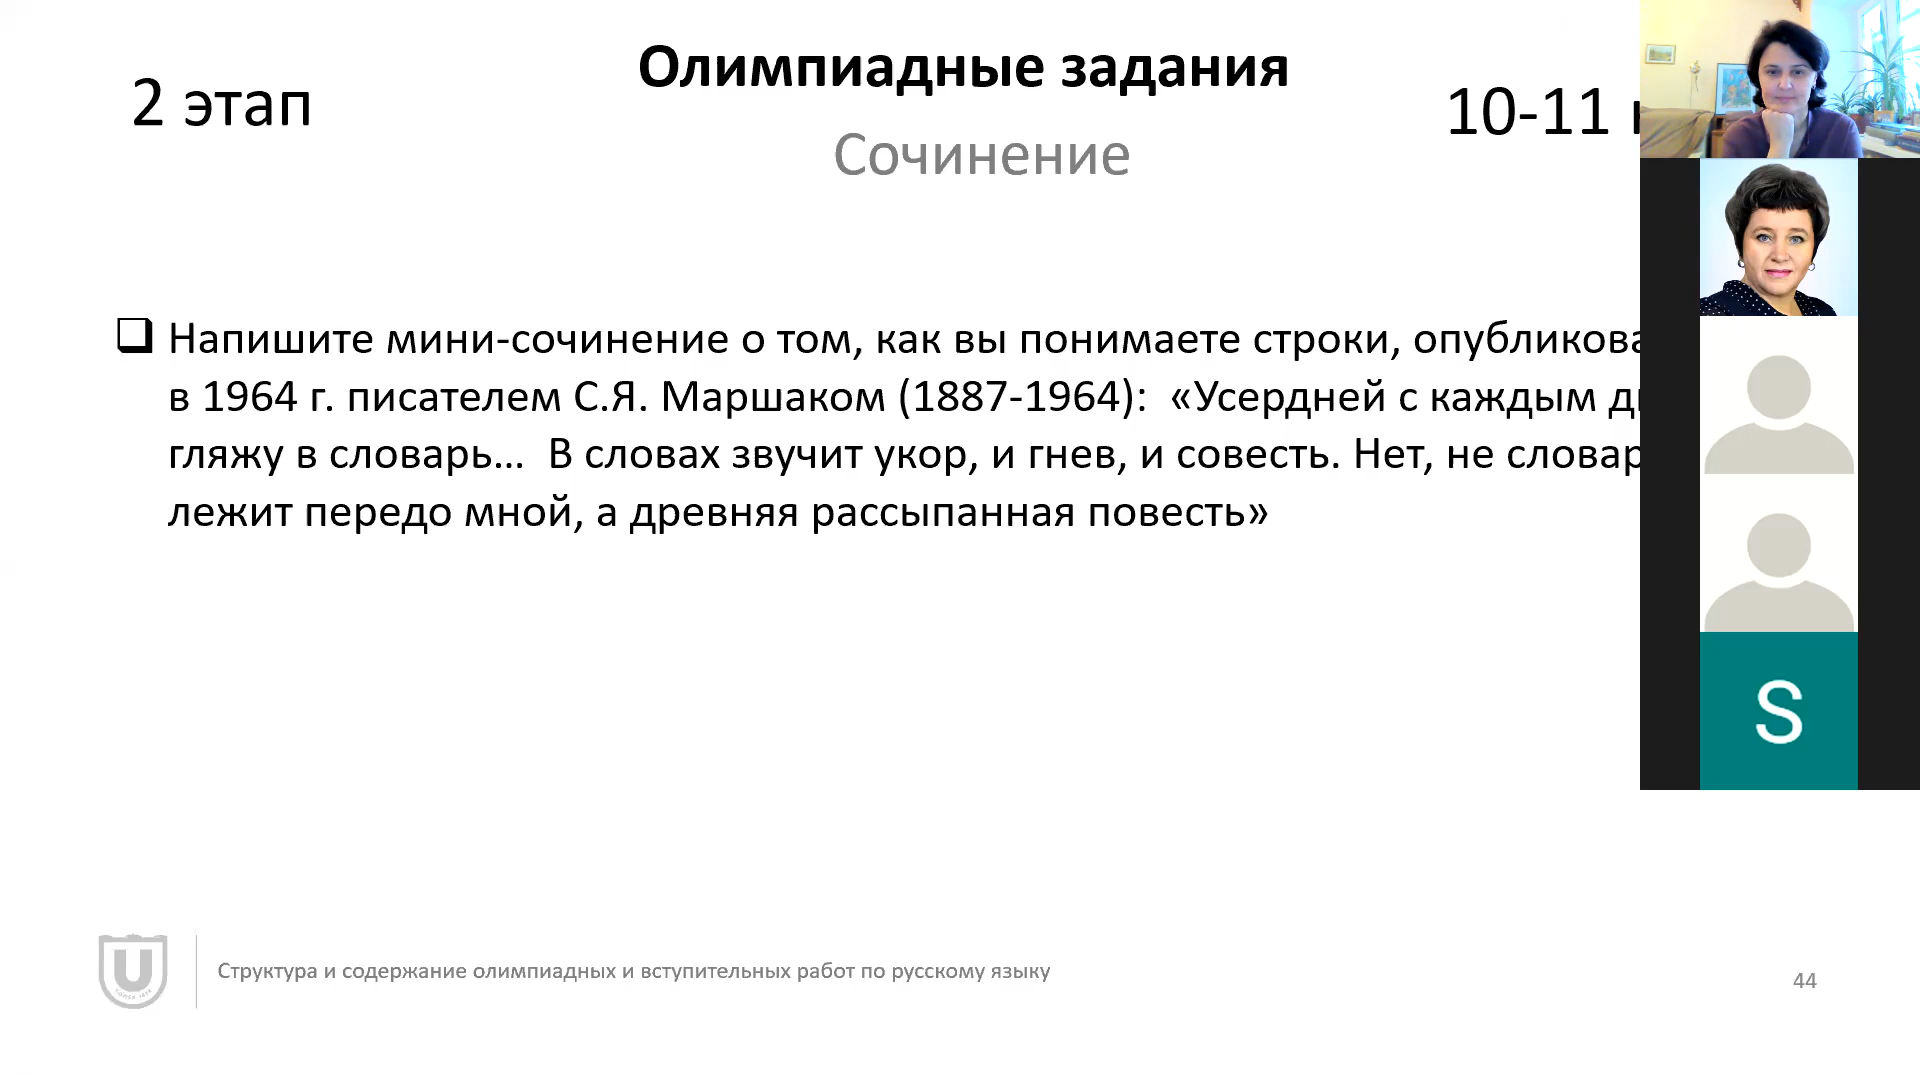 Олимпиадные задания
2 этап
10-11
Сочинение
Напишите мини-сочинение о том, как вы понимаете строки,
в 1964 г. писателем С.Я. Маршаком (1887-1964): «Усердней с каждым
гляжу в словарь... В словах звучит укор, и гнев, и совесть. Нет, не
лежит передо мной, а древняя рассыпанная повесть»
S
U
Структура и содержание олимпиадных и вступительных работ по русскому языку
44